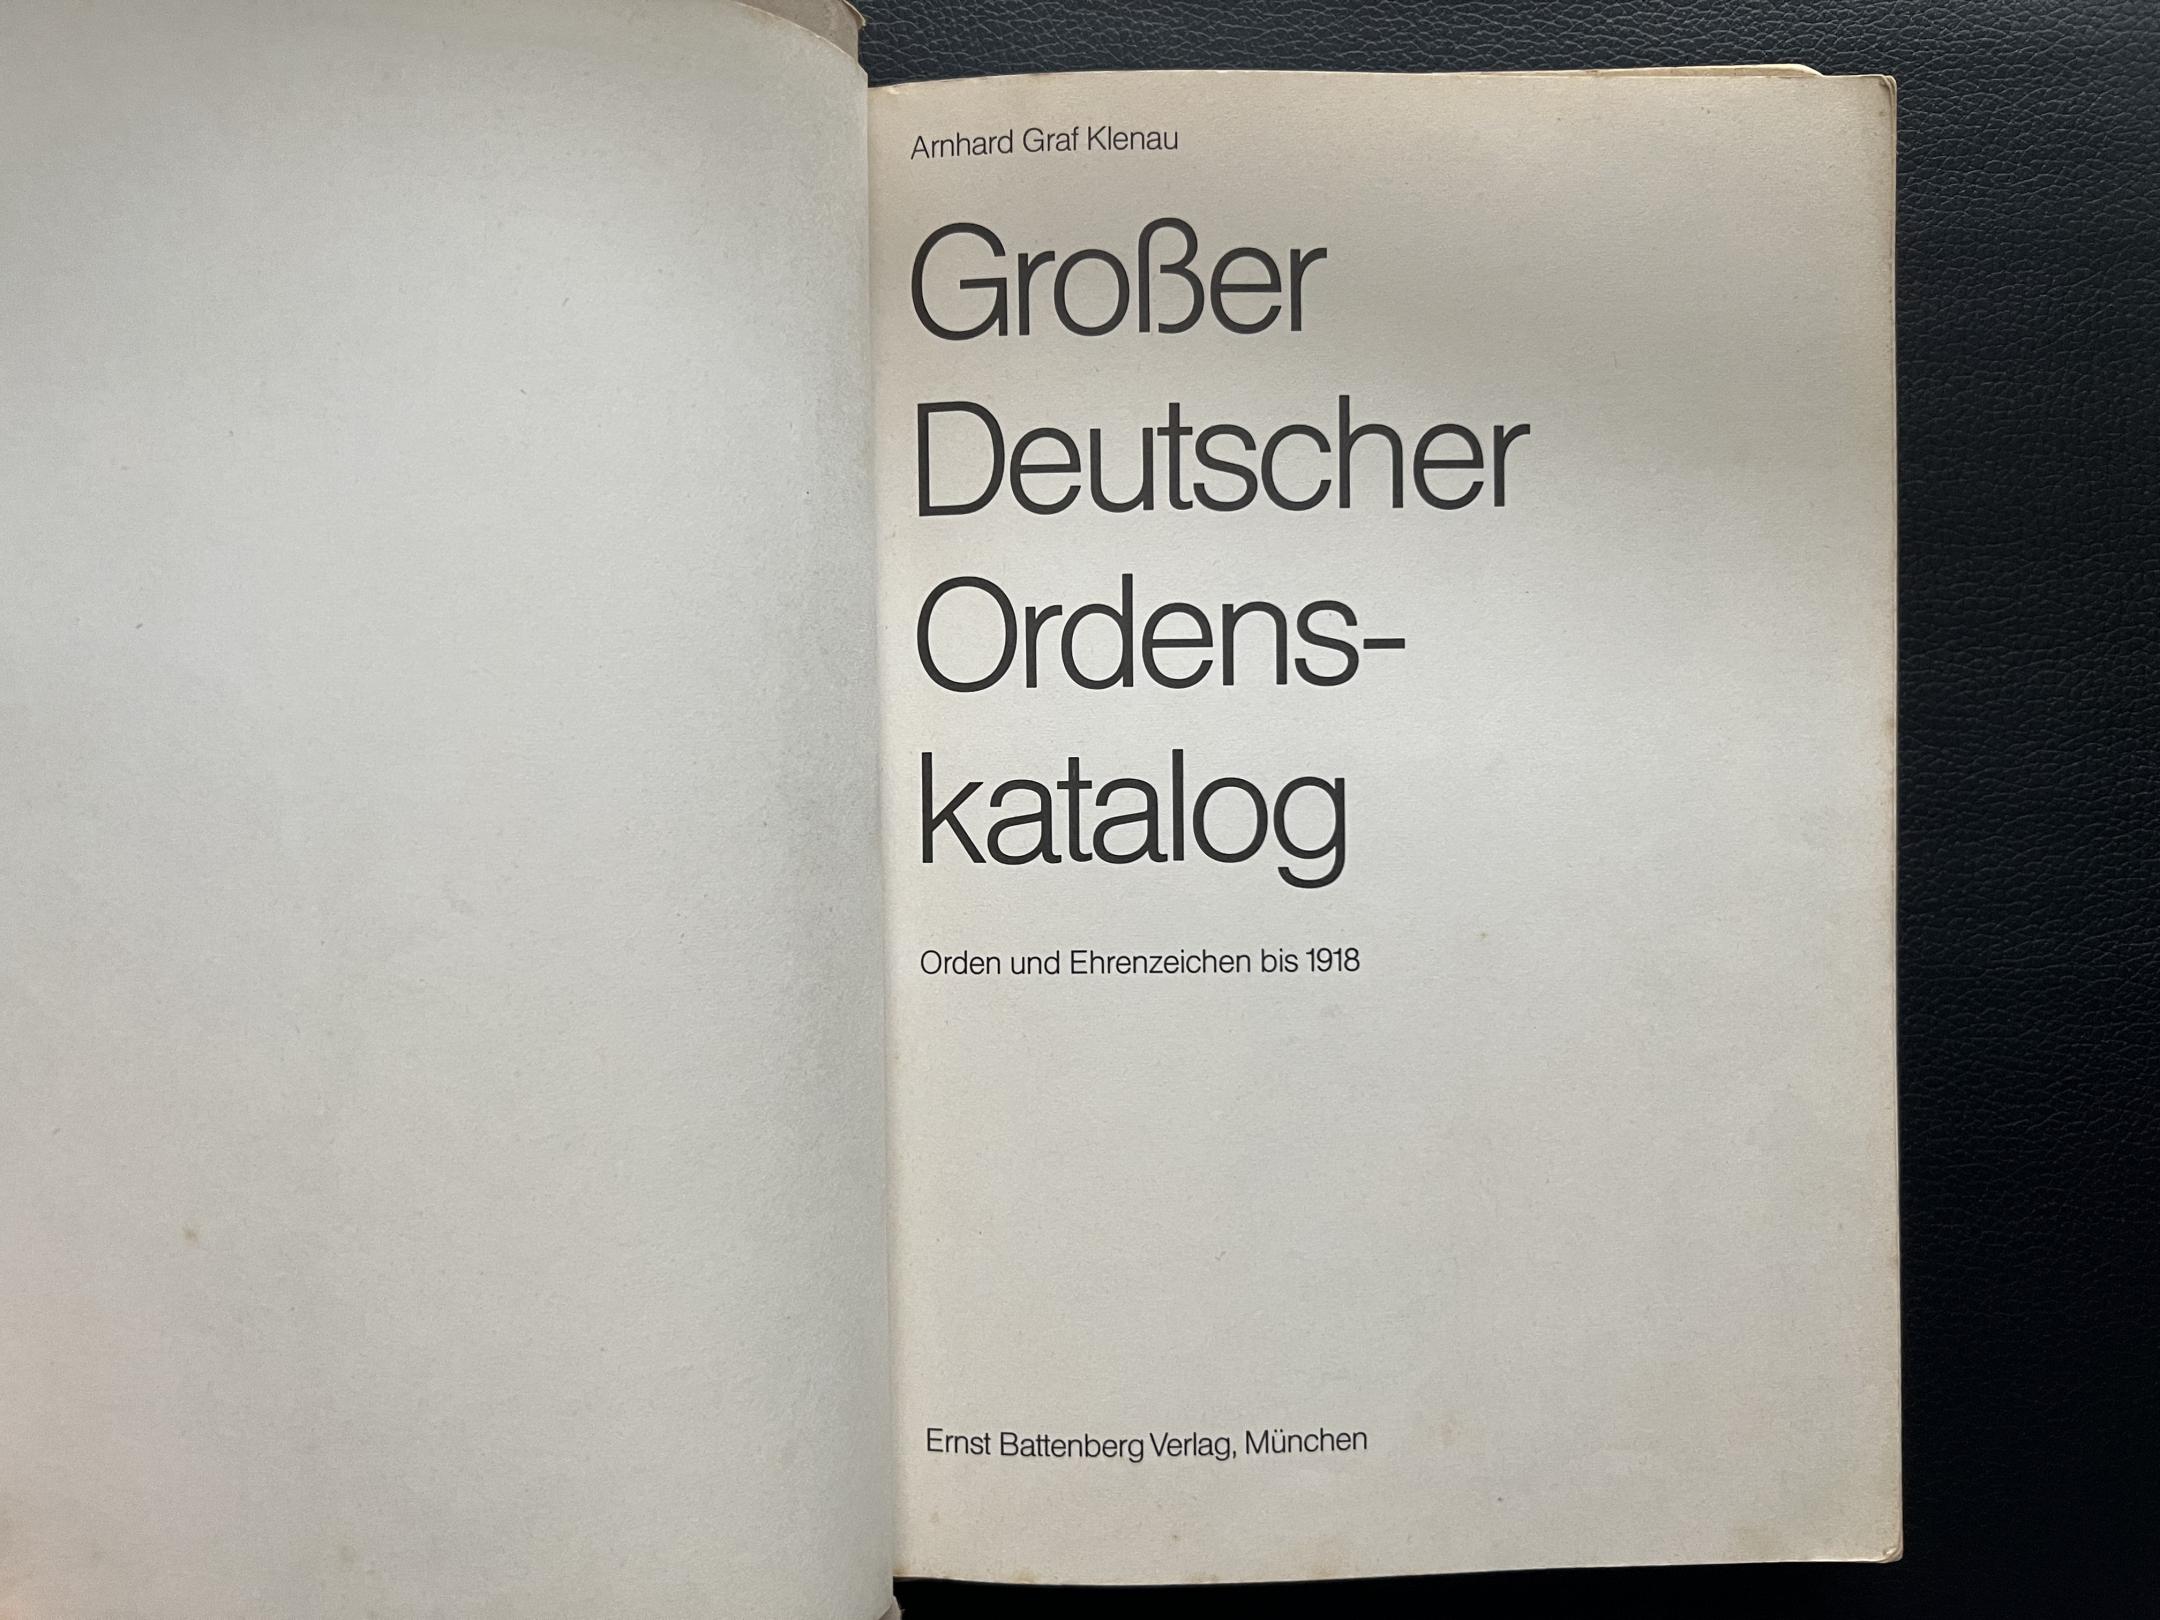 Arnhard Graf Klenau
Großer
Deutscher
Ordens-
katalog
Orden und Ehrenzeichen bis 1918
Ernst Battenberg Verlag, München